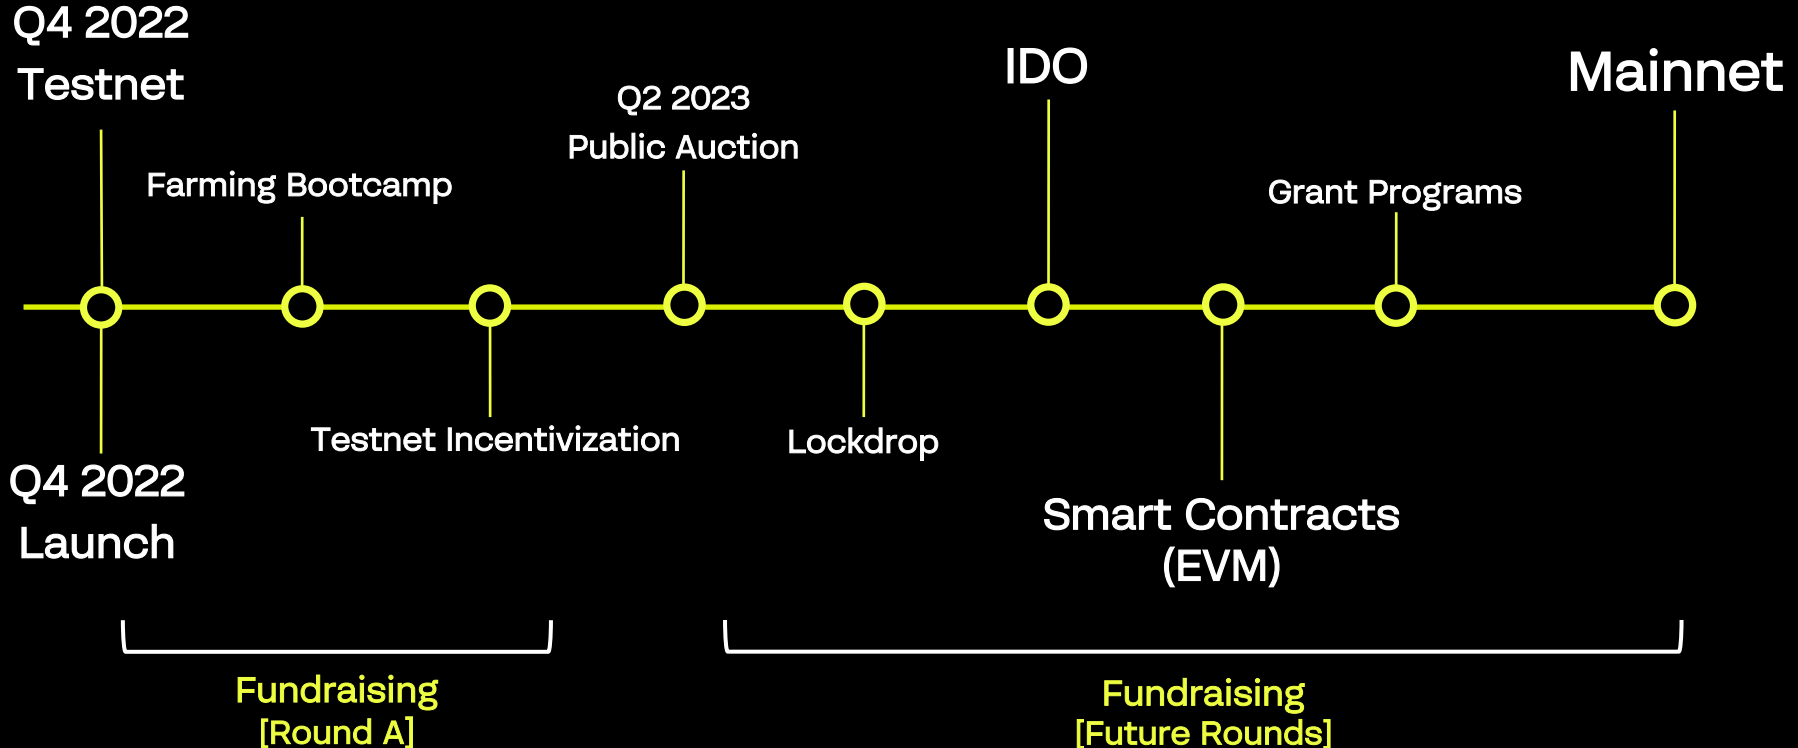 Q4 2022
Testnet
Farming Bootcamp
Q2 2023
Public Auction
IDO
Grant Programs
Mainnet
Q4 2022
Launch
Testnet Incentivization
Lockdrop
Smart Contracts
(EVM)
Fundraising
[Round A]
Fundraising
[Future Rounds]